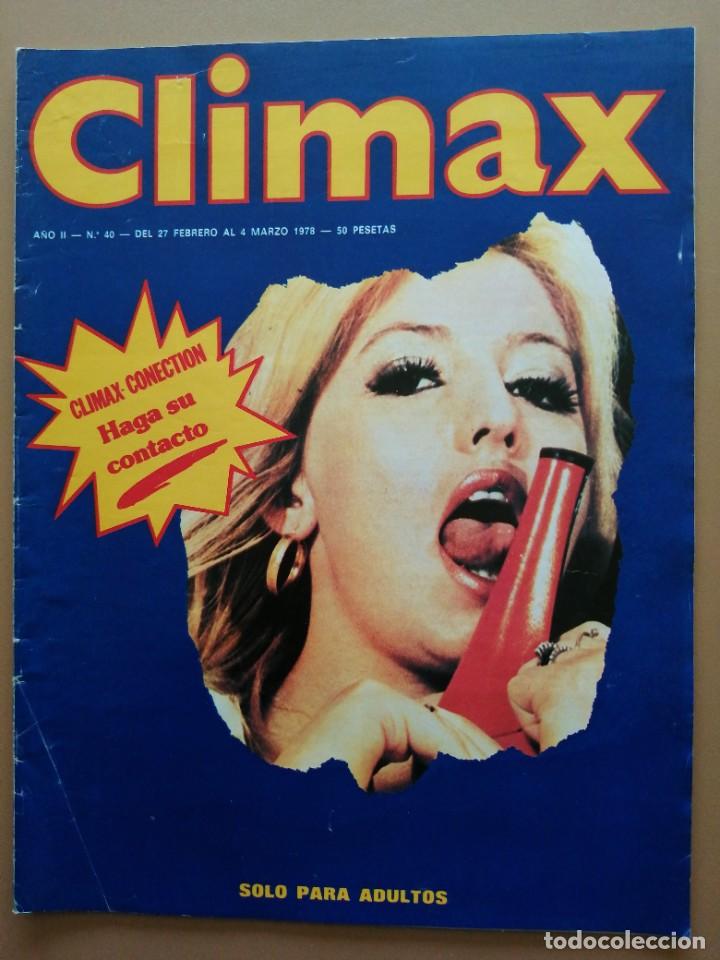 Climax
AÑO II — N.° 40 — DEL 27 FEBRERO AL 4 MARZO 1978 — 50 PESETAS
CLIMAX-CONECTION
Haga su
contacto
SOLO PARA ADULTOS
todocoleccion